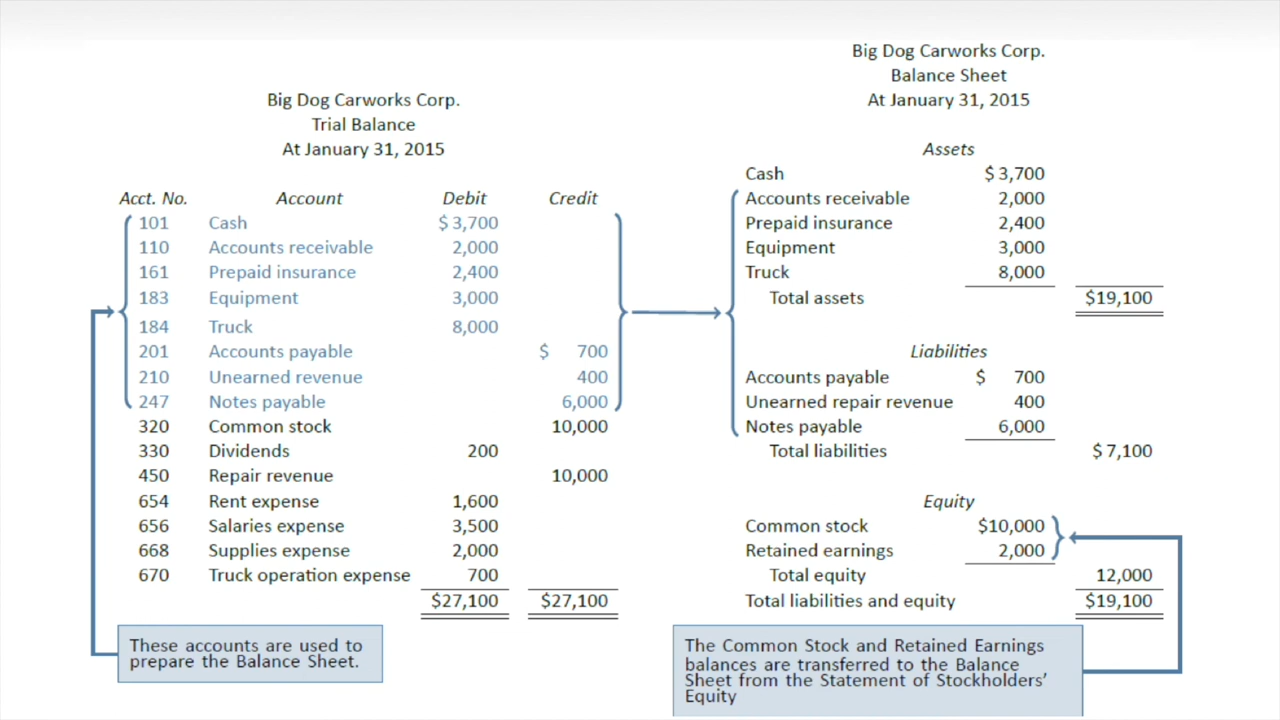 Big Dog Carworks Corp.
Trial Balance
At January 31, 2015
Acct. No. Account Debit Credit
101 Cash $ 3,700
110 Accounts receivable 2,000
161 Prepaid insurance 2,400
183 Equipment 3,000
184 Truck 8,000
201 Accounts payable $ 700
210 Unearned revenue 400
247 Notes payable 6,000
320 Common stock 10,000
330 Dividends 200
450 Repair revenue 10,000
654 Rent expense 1,600
656 Salaries expense 3,500
668 Supplies expense 2,000
670 Truck operation expense 700
$27,100 $27,100
These accounts are used to
prepare the Balance Sheet.
Big Dog Carworks Corp.
Balance Sheet
At January 31, 2015
Assets
Cash $ 3,700
Accounts receivable 2,000
Prepaid insurance 2,400
Equipment 3,000
Truck 8,000
Total assets $19,100
Liabilities
Accounts payable $ 700
Unearned repair revenue 400
Notes payable 6,000
Total liabilities $ 7,100
Equity
Common stock $10,000
Retained earnings 2,000
Total equity 12,000
Total liabilities and equity $19,100
The Common Stock and Retained Earnings
balances are transferred to the Balance
Sheet from the Statement of Stockholders'
Equity